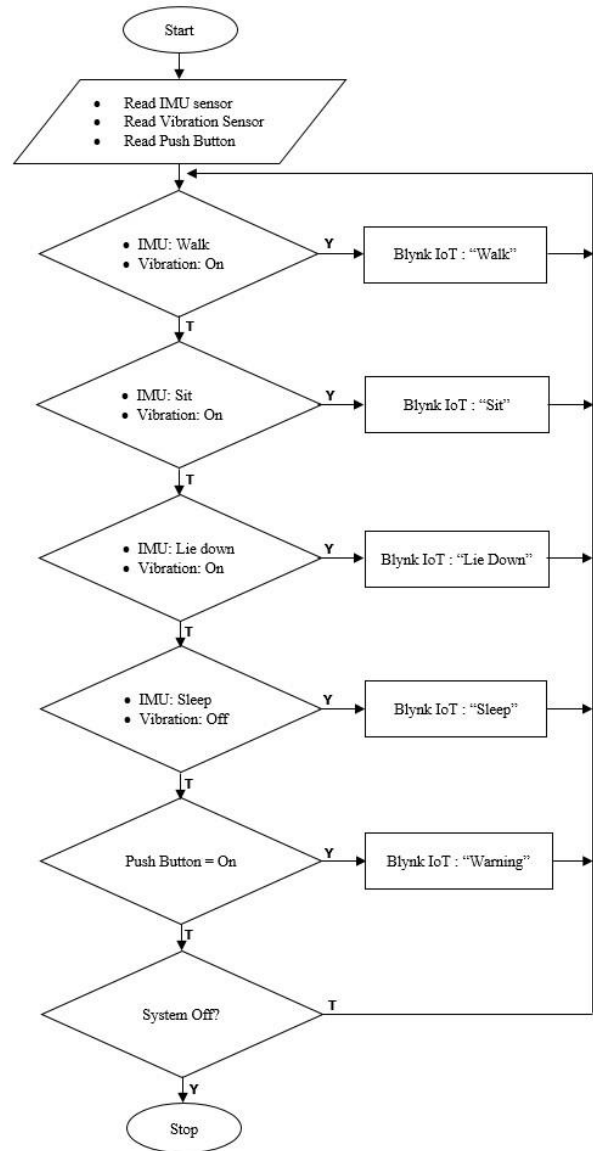 Start
• Read IMU sensor
• Read Vibration Sensor
• Read Push Button
• IMU: Walk
• Vibration: On
Y
Blynk IoT : “Walk”
T
• IMU: Sit
• Vibration: On
Y
Blynk IoT : “Sit”
T
• IMU: Lie down
• Vibration: On
Y
Blynk IoT : “Lie Down”
T
• IMU: Sleep
• Vibration: Off
Y
Blynk IoT : “Sleep”
T
Push Button = On
Y
Blynk IoT : “Warning”
T
System Off?
T
Y
Stop